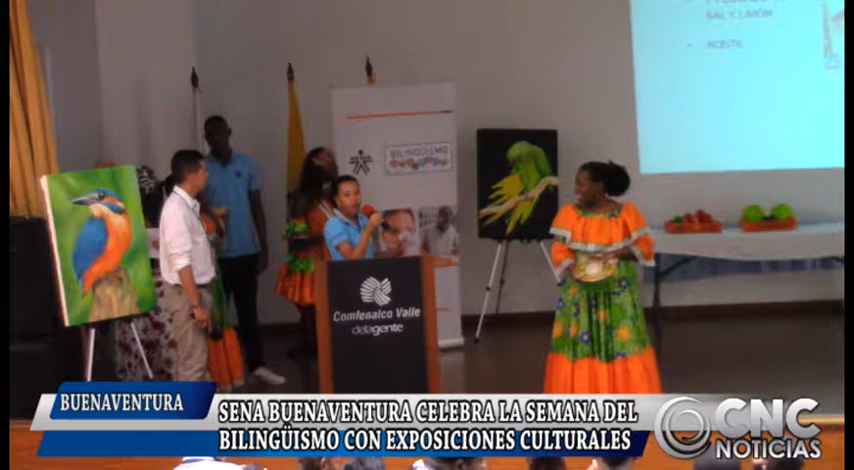 SAL Y LIMÓN
ACEITE
BILINGÜISMO
Comfenalco Valle
delagente
BUENAVENTURA
SENA BUENAVENTURA CELEBRA LA SEMANA DEL
BILINGÜISMO CON EXPOSICIONES CULTURALES
CNC
NOTICIAS